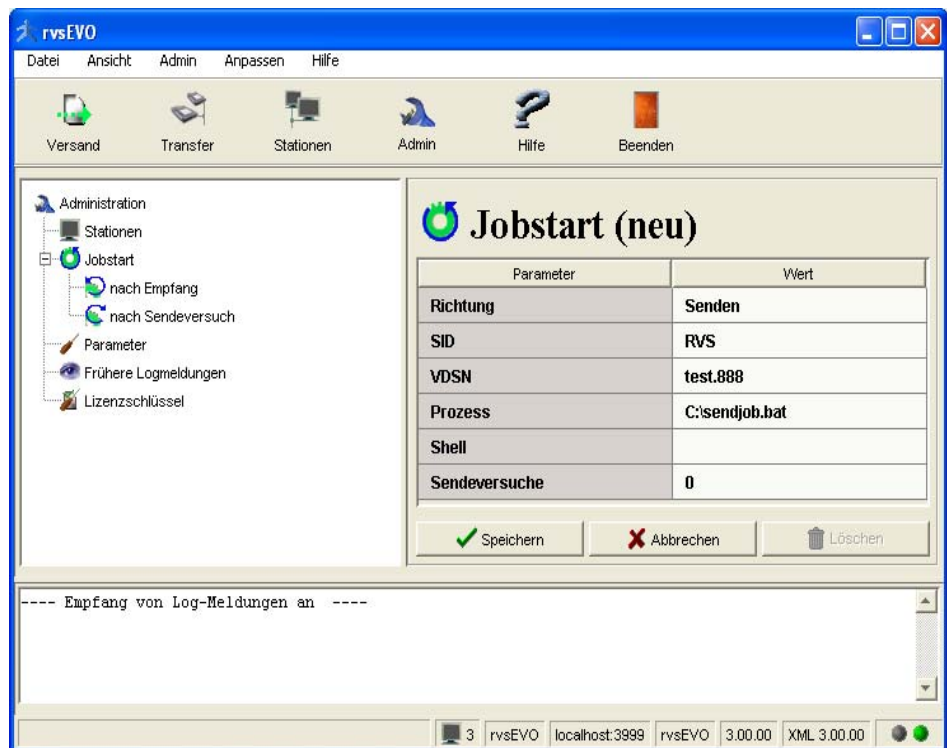 rvsEVO
Datei Ansicht Admin Anpassen Hilfe
Versand Transfer Stationen Admin Hilfe Beenden
Administration
Stationen
Jobstart
nach Empfang
nach Sendeversuch
Parameter
Frühere Logmeldungen
Lizenzschlüssel
Jobstart (neu)
Parameter Wert
Richtung Senden
SID RVS
VDSN test.888
Prozess C:\sendjob.bat
Shell
Sendeversuche 0
Speichern Abbrechen Löschen
---- Empfang von Log-Meldungen an ----
3 rvsEVO localhost:3999 rvsEVO 3.00.00 XML 3.00.00